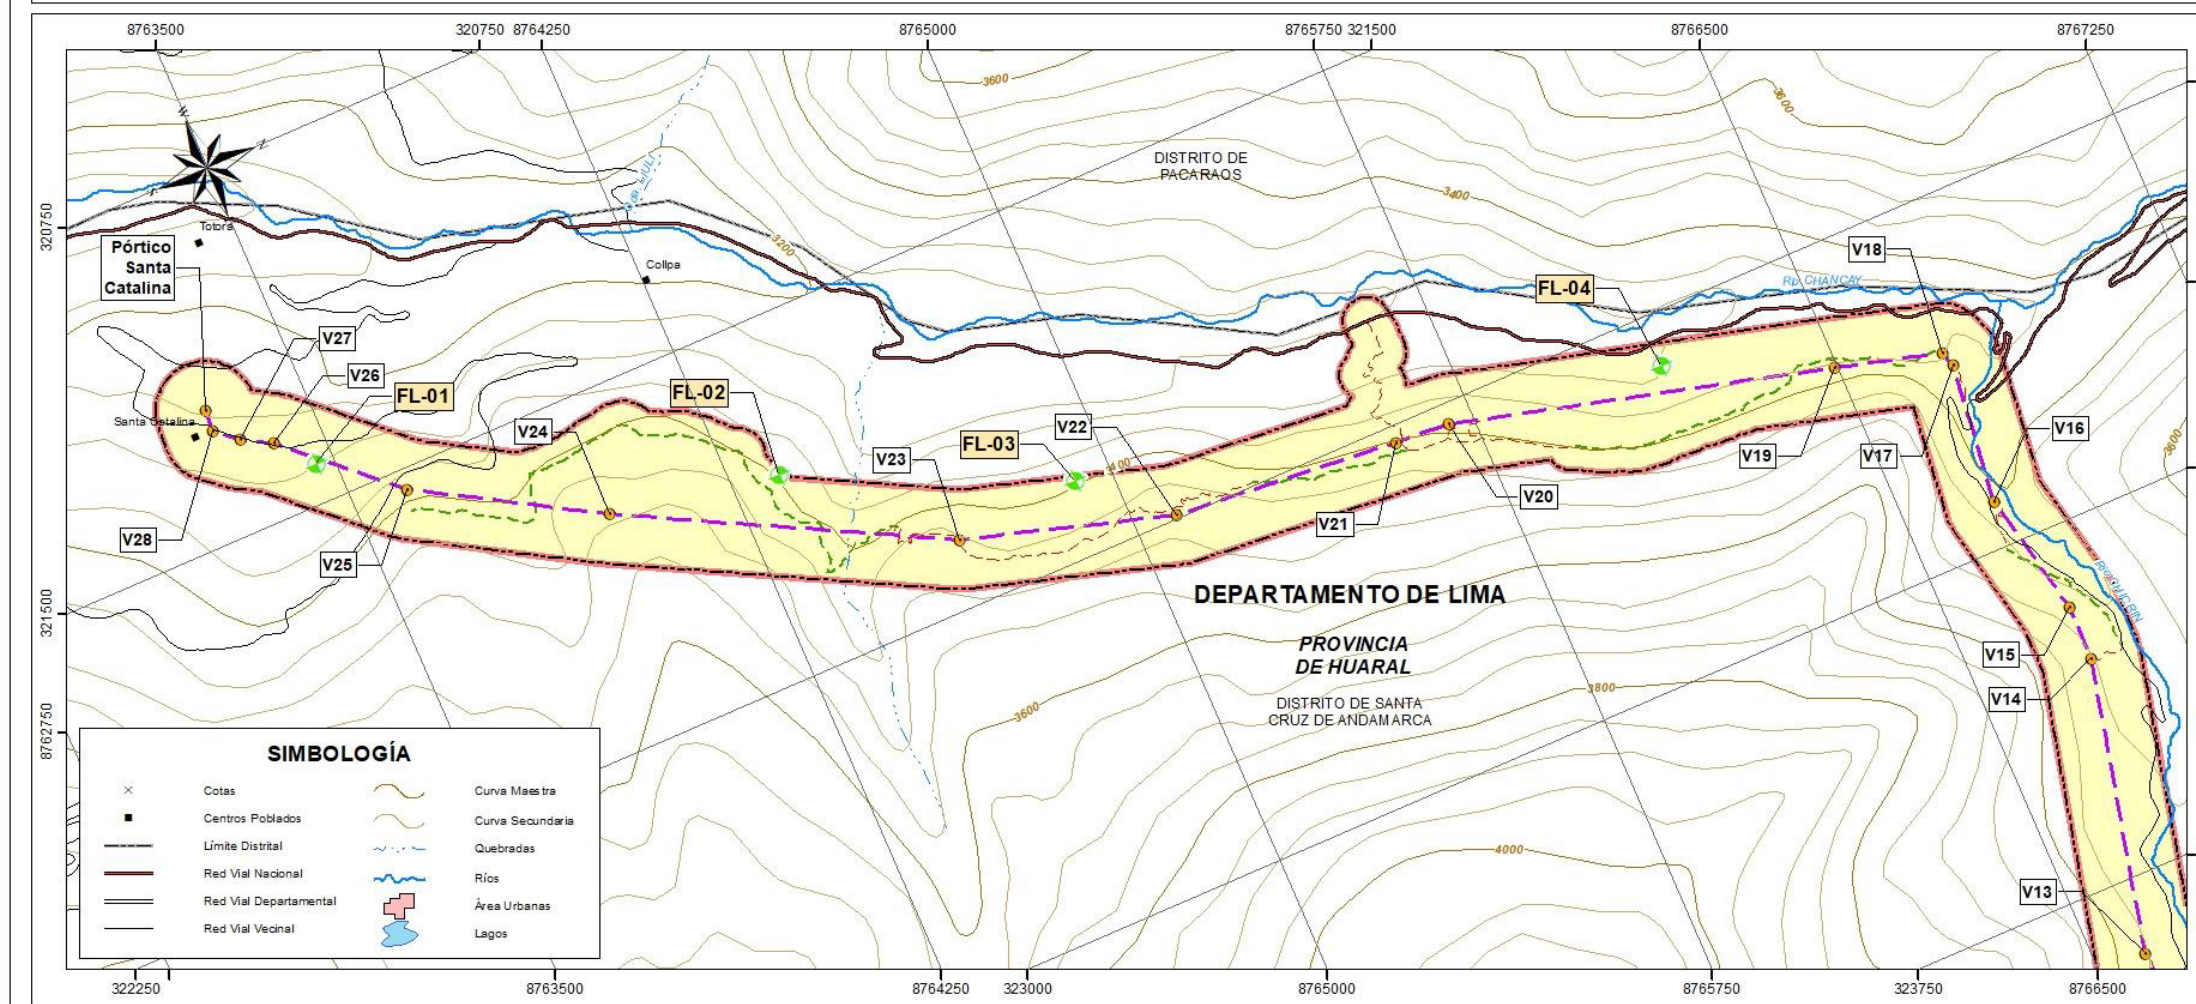 8763500
320750
8764250
8765000
8765750
321500
8766500
8767250
3600
3600
DISTRITO DE
PACARAOS
3400
320750
Totora
Pórtico
Santa
Catalina
3200
Collpa
V18
FL-04
Río CHANCAY
V27
V26
FL-01
FL-02
Santa Catalina
V24
V22
FL-03
V23
3400
V16
V19
V17
3600
V20
V21
V28
V25
321500
DEPARTAMENTO DE LIMA
Río CHICRIN
PROVINCIA
DE HUARAL
V15
3800
V14
DISTRITO DE SANTA
CRUZ DE ANDAMARCA
3600
8762750
SIMBOLOGÍA
Cotas
Curva Maestra
Centros Poblados
Curva Secundaria
Límite Distrital
Quebradas
Red Vial Nacional
Ríos
Red Vial Departamental
Área Urbanas
Red Vial Vecinal
Lagos
4000
V13
322250
8763500
8764250
323000
8765000
8765750
323750
8766500